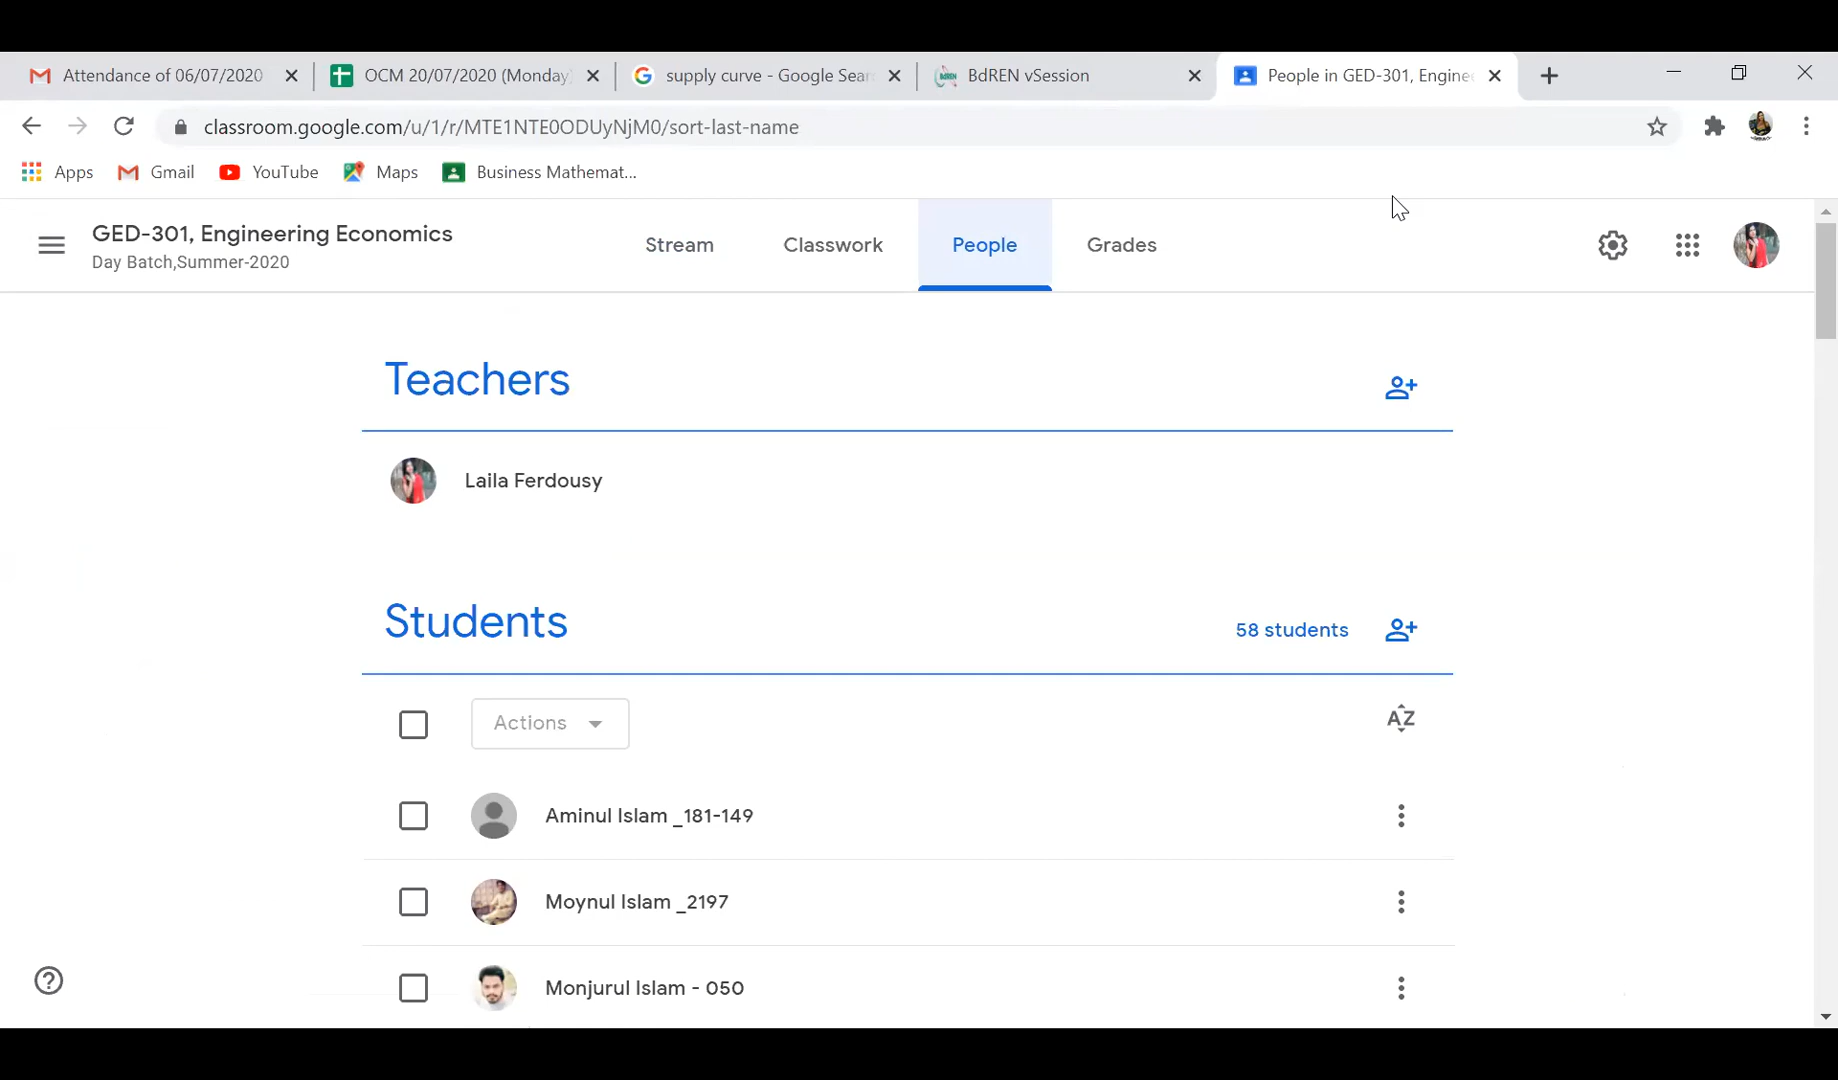 Attendance of 06/07/2020
OCM 20/07/2020 (Monday)
supply curve - Google Sear
BdREN vSession
People in GED-301, Enginee
classroom.google.com/u/1/r/MTE1NTE0ODUyNjM0/sort-last-name
Apps
Gmail
YouTube
Maps
Business Mathemat...
GED-301, Engineering Economics
Day Batch,Summer-2020
Stream
Classwork
People
Grades
Teachers
Laila Ferdousy
Students
58 students
Actions
AZ
Aminul Islam _181-149
Moynul Islam _2197
Monjurul Islam - 050